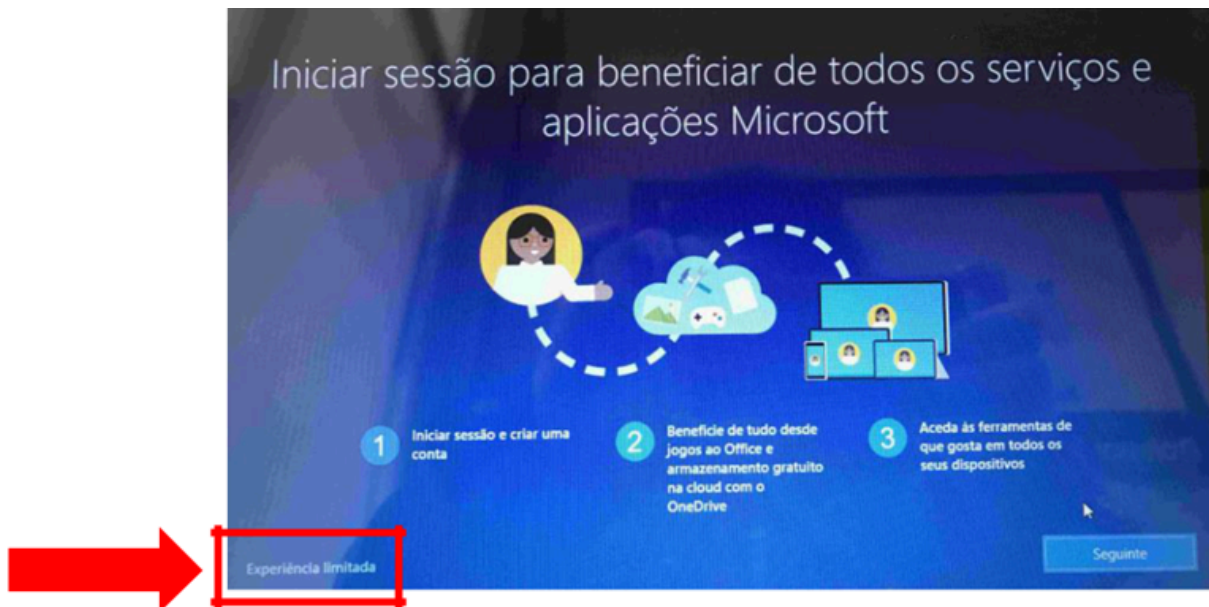 Iniciar sessão para beneficiar de todos os serviços e
aplicações Microsoft
1
Iniciar sessão e criar uma
conta
2
Beneficie de tudo desde
jogos ao Office e
armazenamento gratuito
na cloud com o
OneDrive
3
Aceda às ferramentas de
que gosta em todos os
seus dispositivos
Experiência limitada
Seguinte